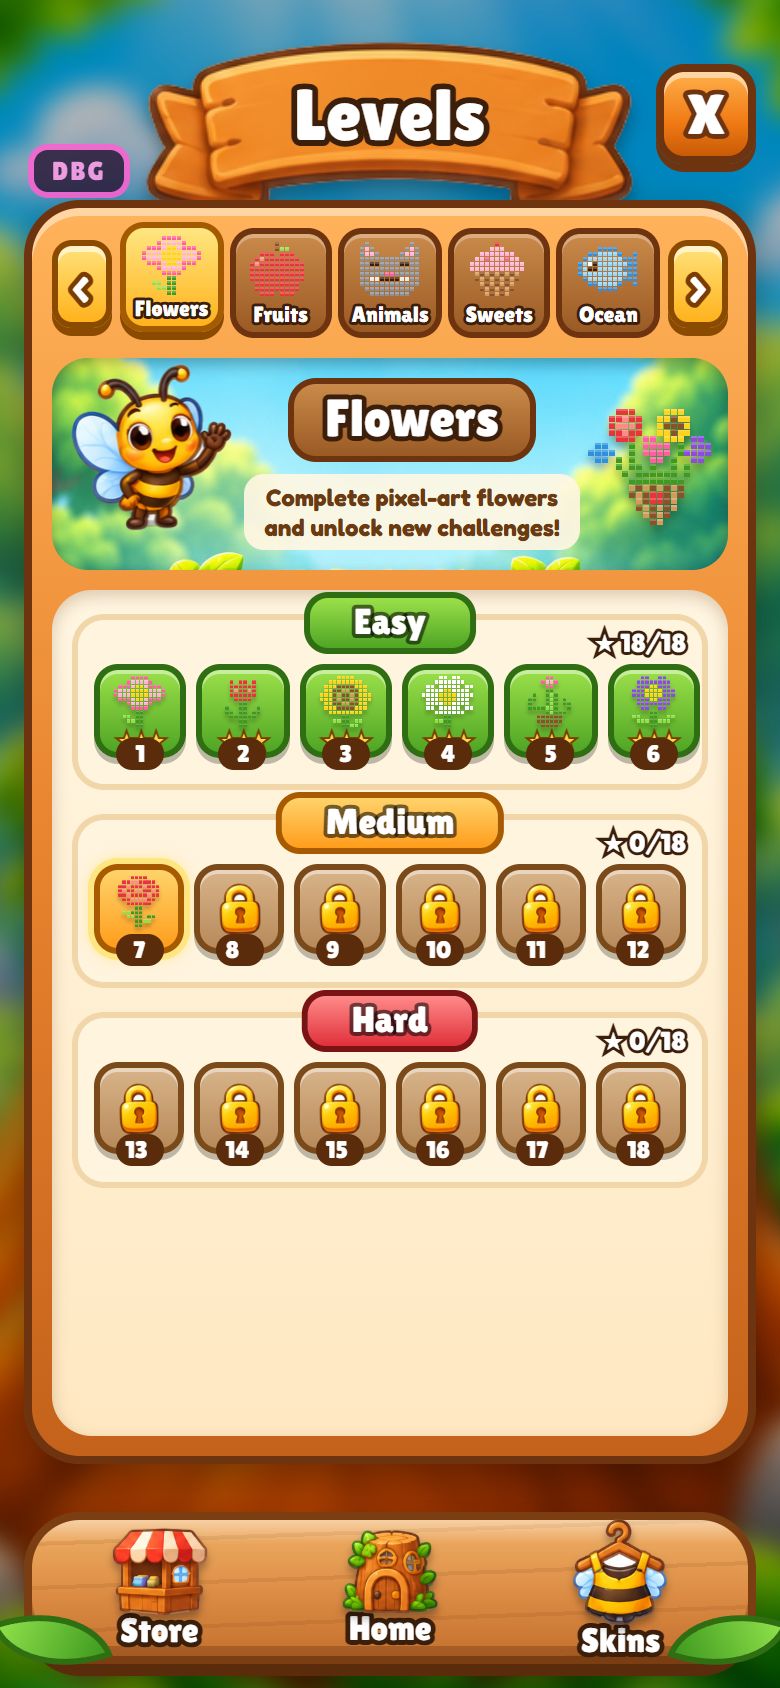 Levels
X
DBG
Flowers
Fruits
Animals
Sweets
Ocean
Flowers
Complete pixel-art flowers
and unlock new challenges!
Easy
18/18
1
2
3
4
5
6
Medium
0/18
7
8
9
10
11
12
Hard
0/18
13
14
15
16
17
18
Store
Home
Skins